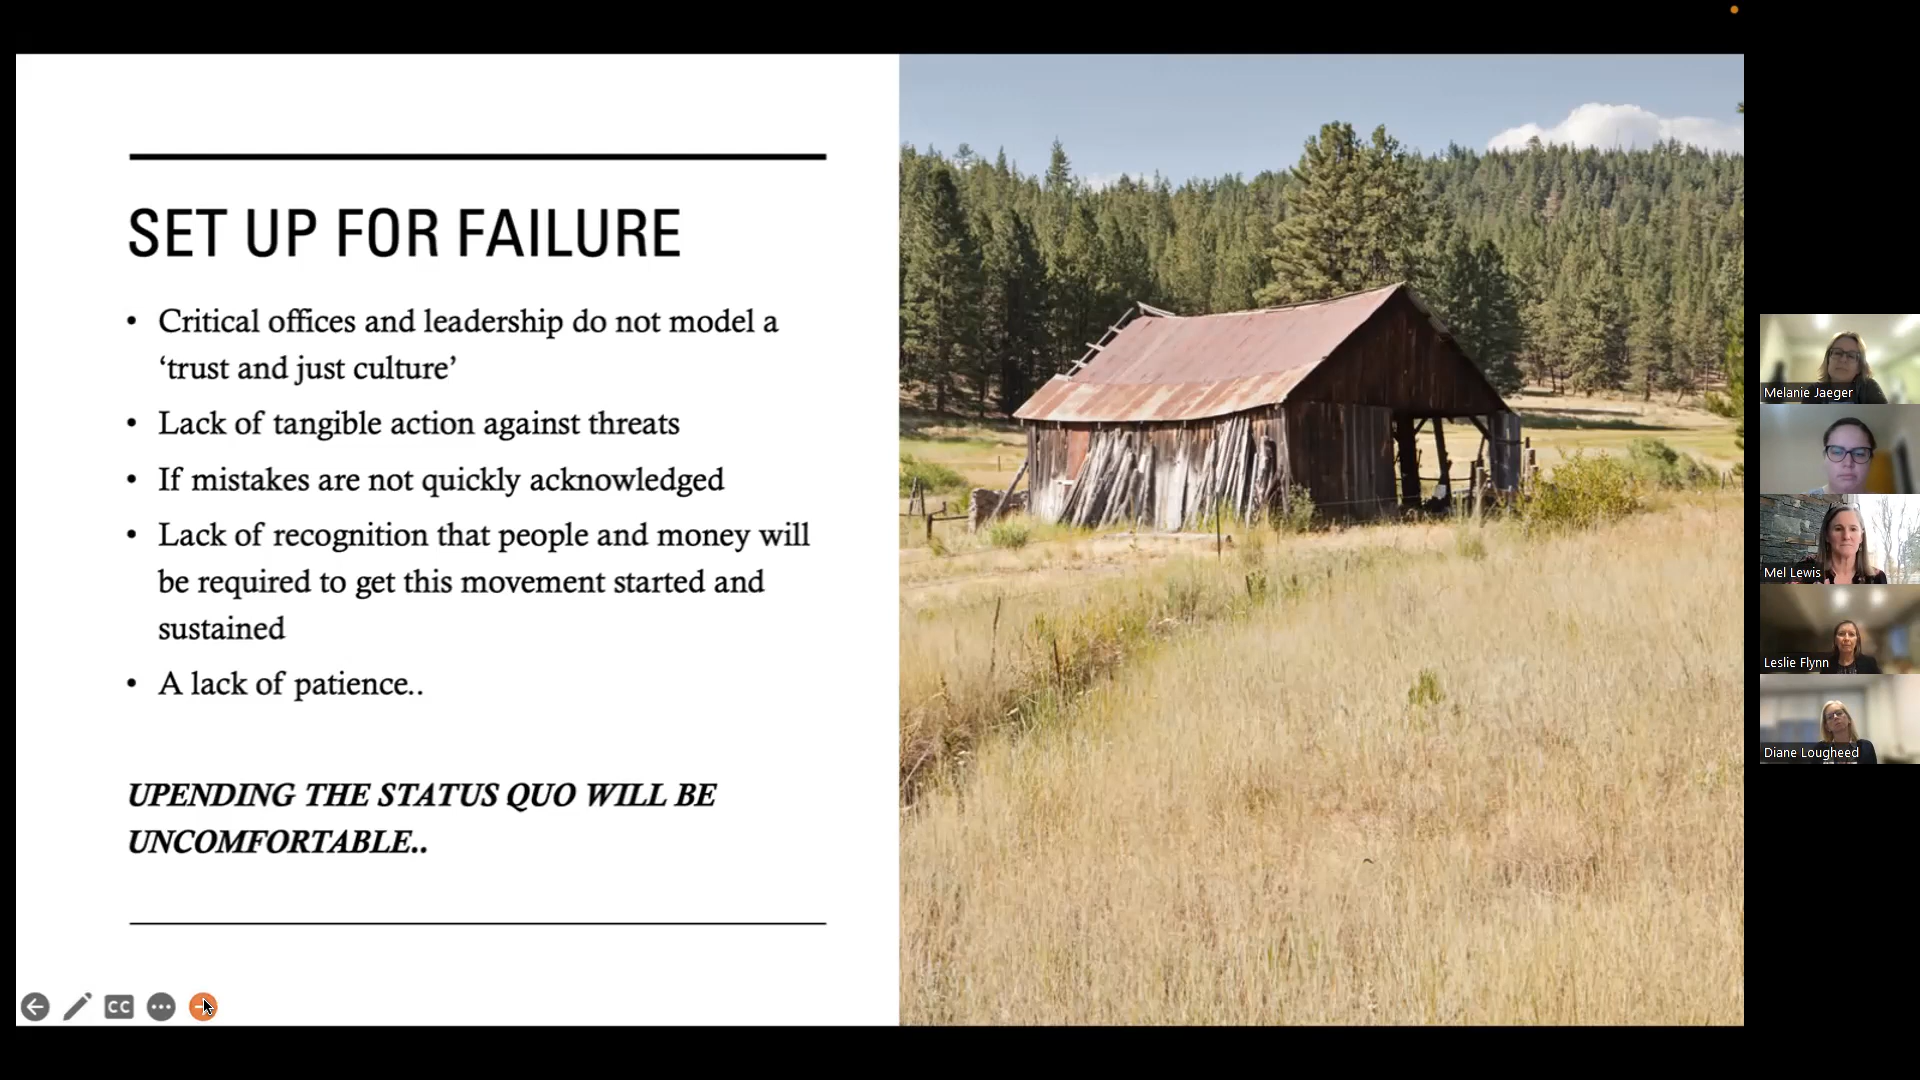 SET UP FOR FAILURE
• Critical offices and leadership do not model a
‘trust and just culture’
• Lack of tangible action against threats
• If mistakes are not quickly acknowledged
• Lack of recognition that people and money will
be required to get this movement started and
sustained
• A lack of patience..
UPENDING THE STATUS QUO WILL BE
UNCOMFORTABLE..
CC
Melanie Jaeger
Mel Lewis
Leslie Flynn
Diane Lougheed